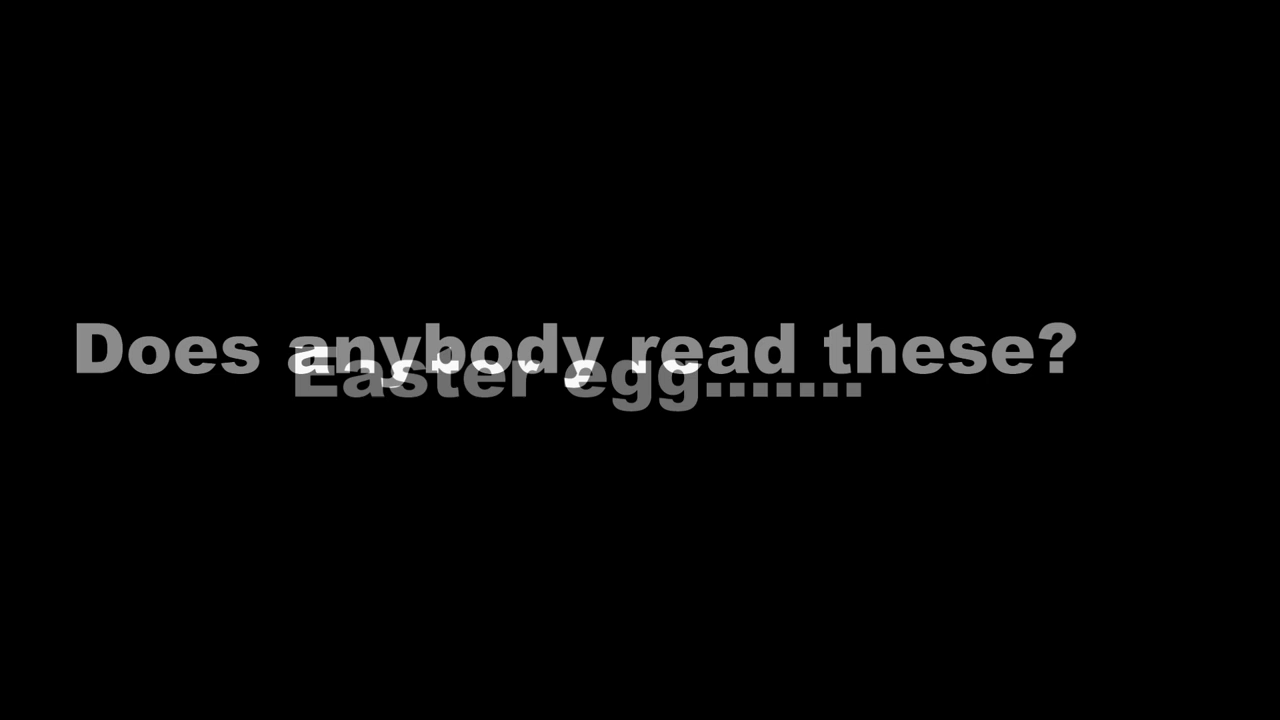 Does anybody read these?
Easter egg.......